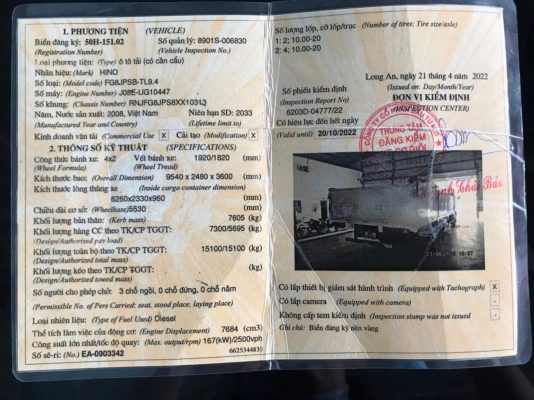 1. PHƯƠNG TIỆN (VEHICLE)
Biển đăng ký: 50H-151.02 Số quản lý: 8901S-006830
(Registration Number) (Vehicle Inspection No.)
Loại phương tiện: (Type) ô tô tải (có cần cẩu)
Nhãn hiệu: (Mark) HINO
Số loại: (Model code) FG8JPSB-TL9.4
Số máy: (Engine Number) J08E-UG10447
Số khung: (Chassis Number) RNJFG8JPS8XX10313
Năm, Nước sản xuất: 2008, Việt Nam Niên hạn SD: 2033
(Manufactured Year and Country) (Lifetime limit to)
Kinh doanh vận tải (Commercial Use) X Cải tạo (Modification) X
2. THÔNG SỐ KỸ THUẬT (SPECIFICATIONS)
Công thức bánh xe: 4x2 Vết bánh xe: 1920/1820 (mm)
(Wheel Formula) (Wheel Tread)
Kích thước bao: (Overall Dimension) 9540 x 2480 x 3600 (mm)
Kích thước lòng thùng xe (Inside cargo container dimension)
6260x2330x960 (mm)
Chiều dài cơ sở: (Wheelbase) 5530 (mm)
Khối lượng bản thân: (Kerb mass) 7605 (kg)
Khối lượng hàng CC theo TK/CP TGGT: 7300/5695 (kg)
(Design/Authorized pay load)
Khối lượng toàn bộ theo TK/CP TGGT: 15100/15100 (kg)
(Design/Authorized total mass)
Khối lượng kéo theo TK/CP TGGT: (kg)
(Design/Authorized towed mass)
Số người cho phép chở: 3 chỗ ngồi, 0 chỗ đứng, 0 chỗ nằm
(Permissible No. of Pers Carried: seat, stood place, laying place)
Loại nhiên liệu: (Type of Fuel Used) Diesel
Thể tích làm việc của động cơ: (Engine Displacement) 7684 (cm3)
Công suất lớn nhất/tốc độ quay: (Max. output/rpm) 167(kW)/2500vph
Số sê-ri: (No.) EA-0903342 6625344835
Số lượng lốp, cỡ lốp/trục (Number of tires; Tire size/axle)
1: 2; 10.00-20
2: 4; 10.00-20
Long An, ngày 21 tháng 4 năm 2022
(Issued on: Day/Month/Year)
Số phiếu kiểm định ĐƠN VỊ KIỂM ĐỊNH
(Inspection Report No) (INSPECTION CENTER)
6203D-04777/22
Có hiệu lực đến hết ngày
(Valid until) 20/10/2022
TRUNG TÂM
ĐĂNG KIỂM
21/04/2022 16:07
Có lắp thiết bị giám sát hành trình (Equipped with Tachograph) X
Có lắp camera (Equipped with camera) -
Không cấp tem kiểm định (Inspection stamp was not issued) -
Ghi chú: Biển đăng ký nền vàng